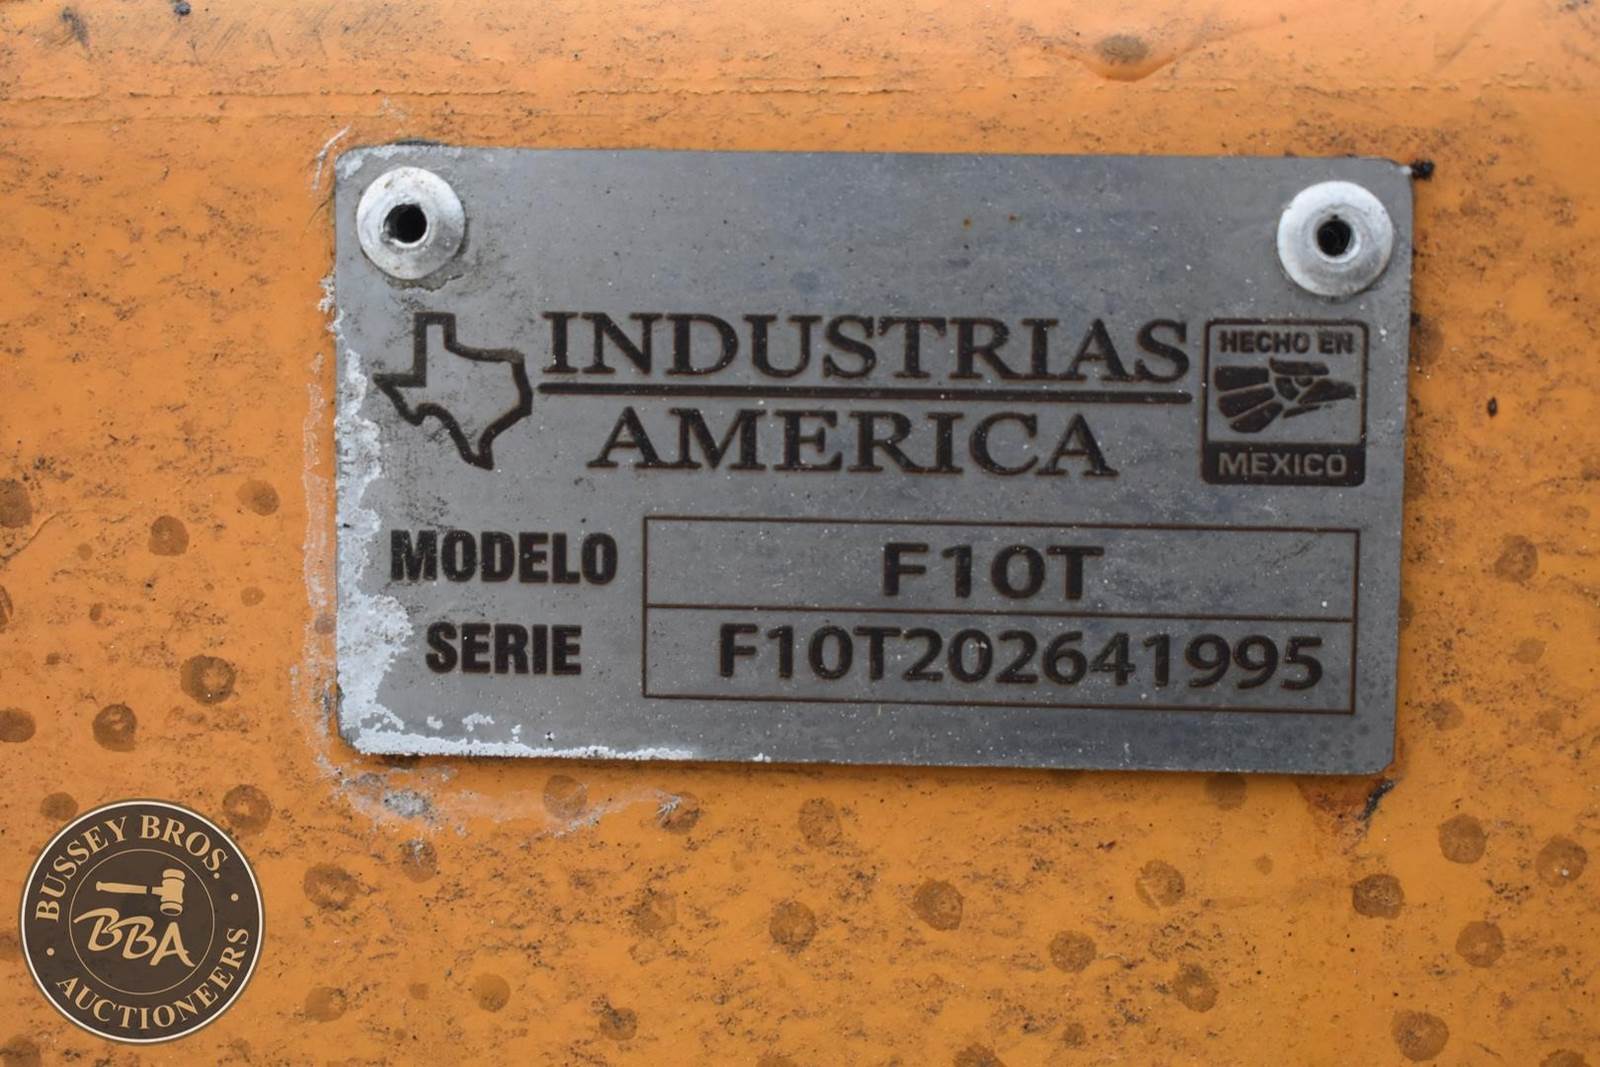 INDUSTRIAS
AMERICA
HECHO EN
MEXICO
MODELO F10T
SERIE F10T202641995
BUSSEY BROS.
BBA
AUCTIONEERS